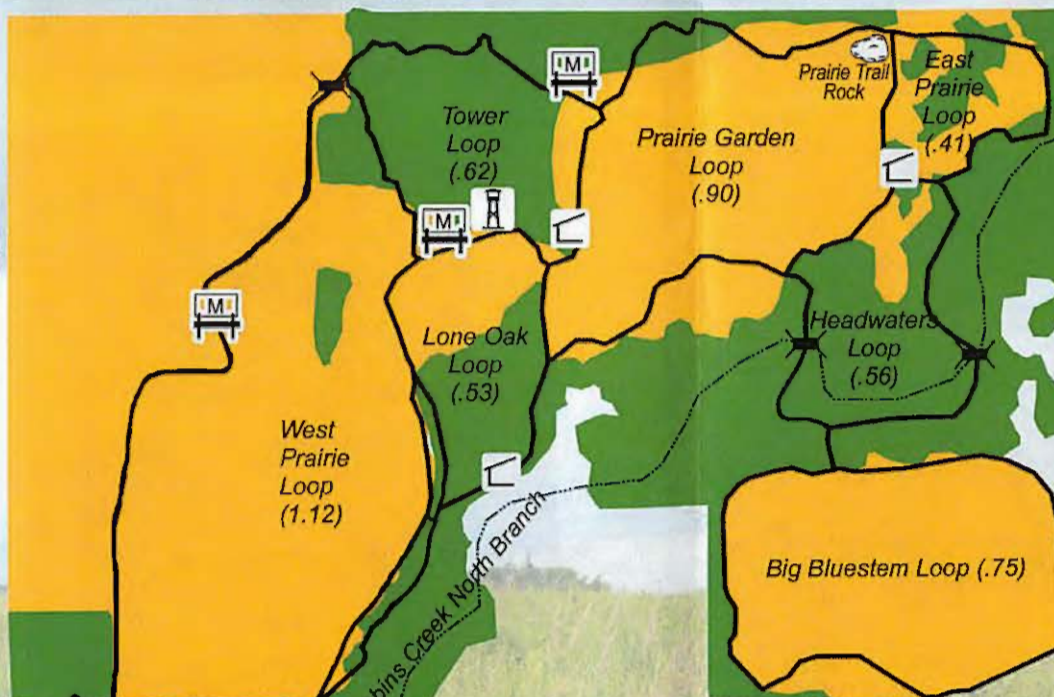 M
Prairie Trail
Rock
East
Prairie
Loop
(.41)
Tower
Loop
(.62)
Prairie Garden
Loop
(.90)
M
M
Lone Oak
Loop
(.53)
Headwaters
Loop
(.56)
West
Prairie
Loop
(1.12)
Big Bluestem Loop (.75)
Creek North Branch